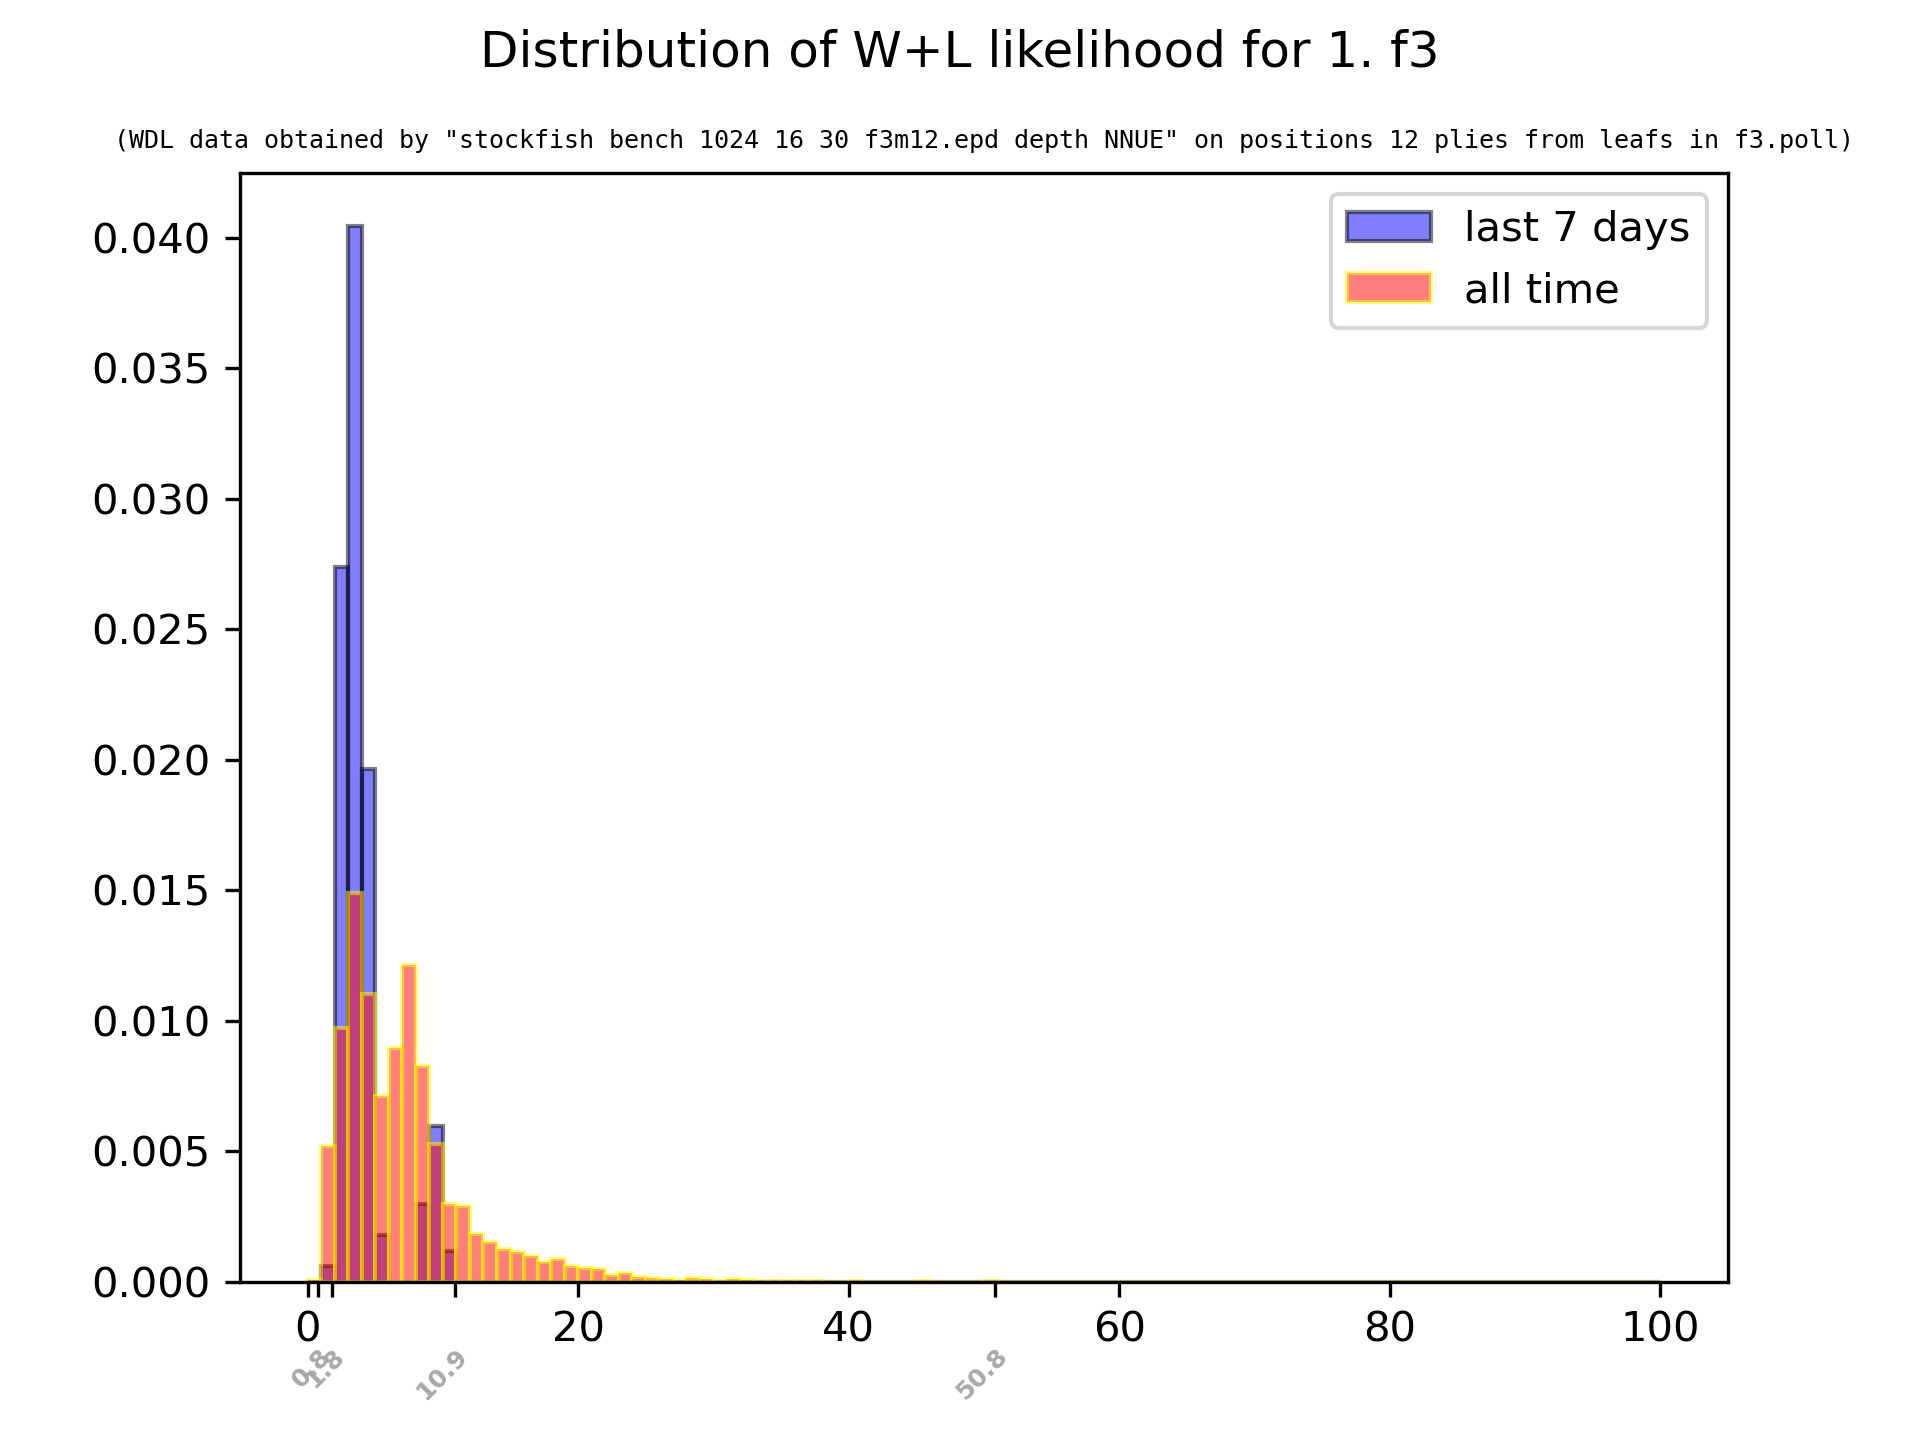 Distribution of W+L likelihood for 1. f3
(WDL data obtained by "stockfish bench 1024 16 30 f3m12.epd depth NNUE" on positions 12 plies from leafs in f3.poll)
last 7 days
all time
0.040
0.035
0.030
0.025
0.020
0.015
0.010
0.005
0.000
0 20 40 60 80 100
0.8 1.8 10.9 50.8